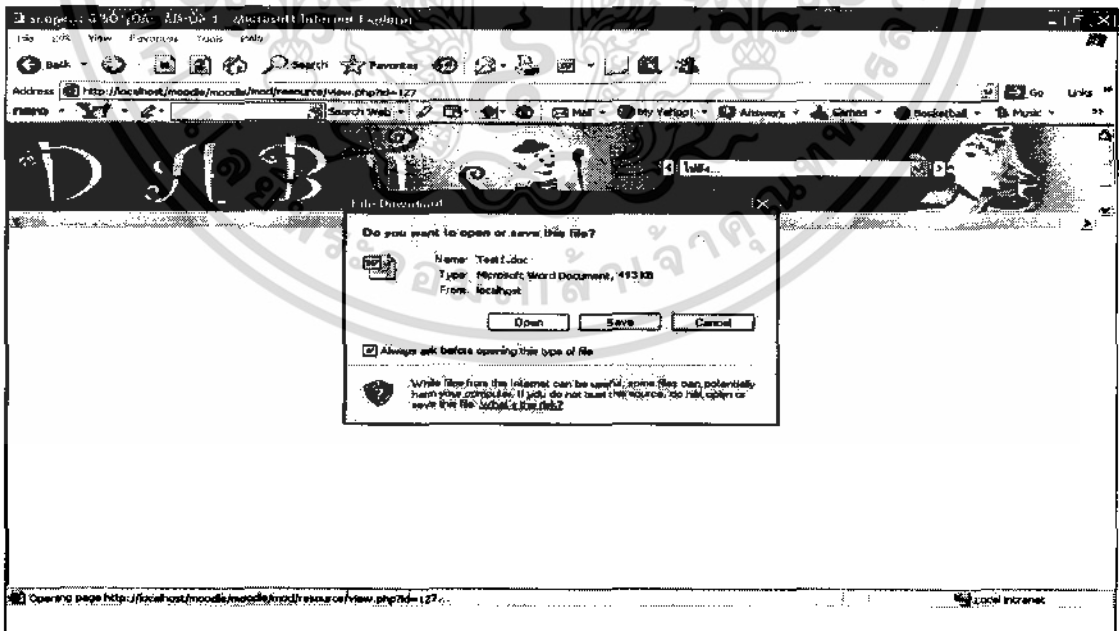 Microsoft Internet Explorer
View Favorites Tools Help
Back Search Favorites
Address http://localhost/moodle/moodle/mod/resource/view.php?id=127 Go Links
Search Web Mail My Yahoo! Answers Games Basketball Music
D A B
ไปยัง...
File Download
Do you want to open or save this file?
Name: Test1.doc
Type: Microsoft Word Document, 493 KB
From: localhost
Open Save Cancel
Always ask before opening this type of file
While files from the Internet can be useful, some files can potentially
harm your computer. If you do not trust the source, do not open or
save this file. What's the risk?
Opening page http://localhost/moodle/moodle/mod/resource/view.php?id=127... Local intranet